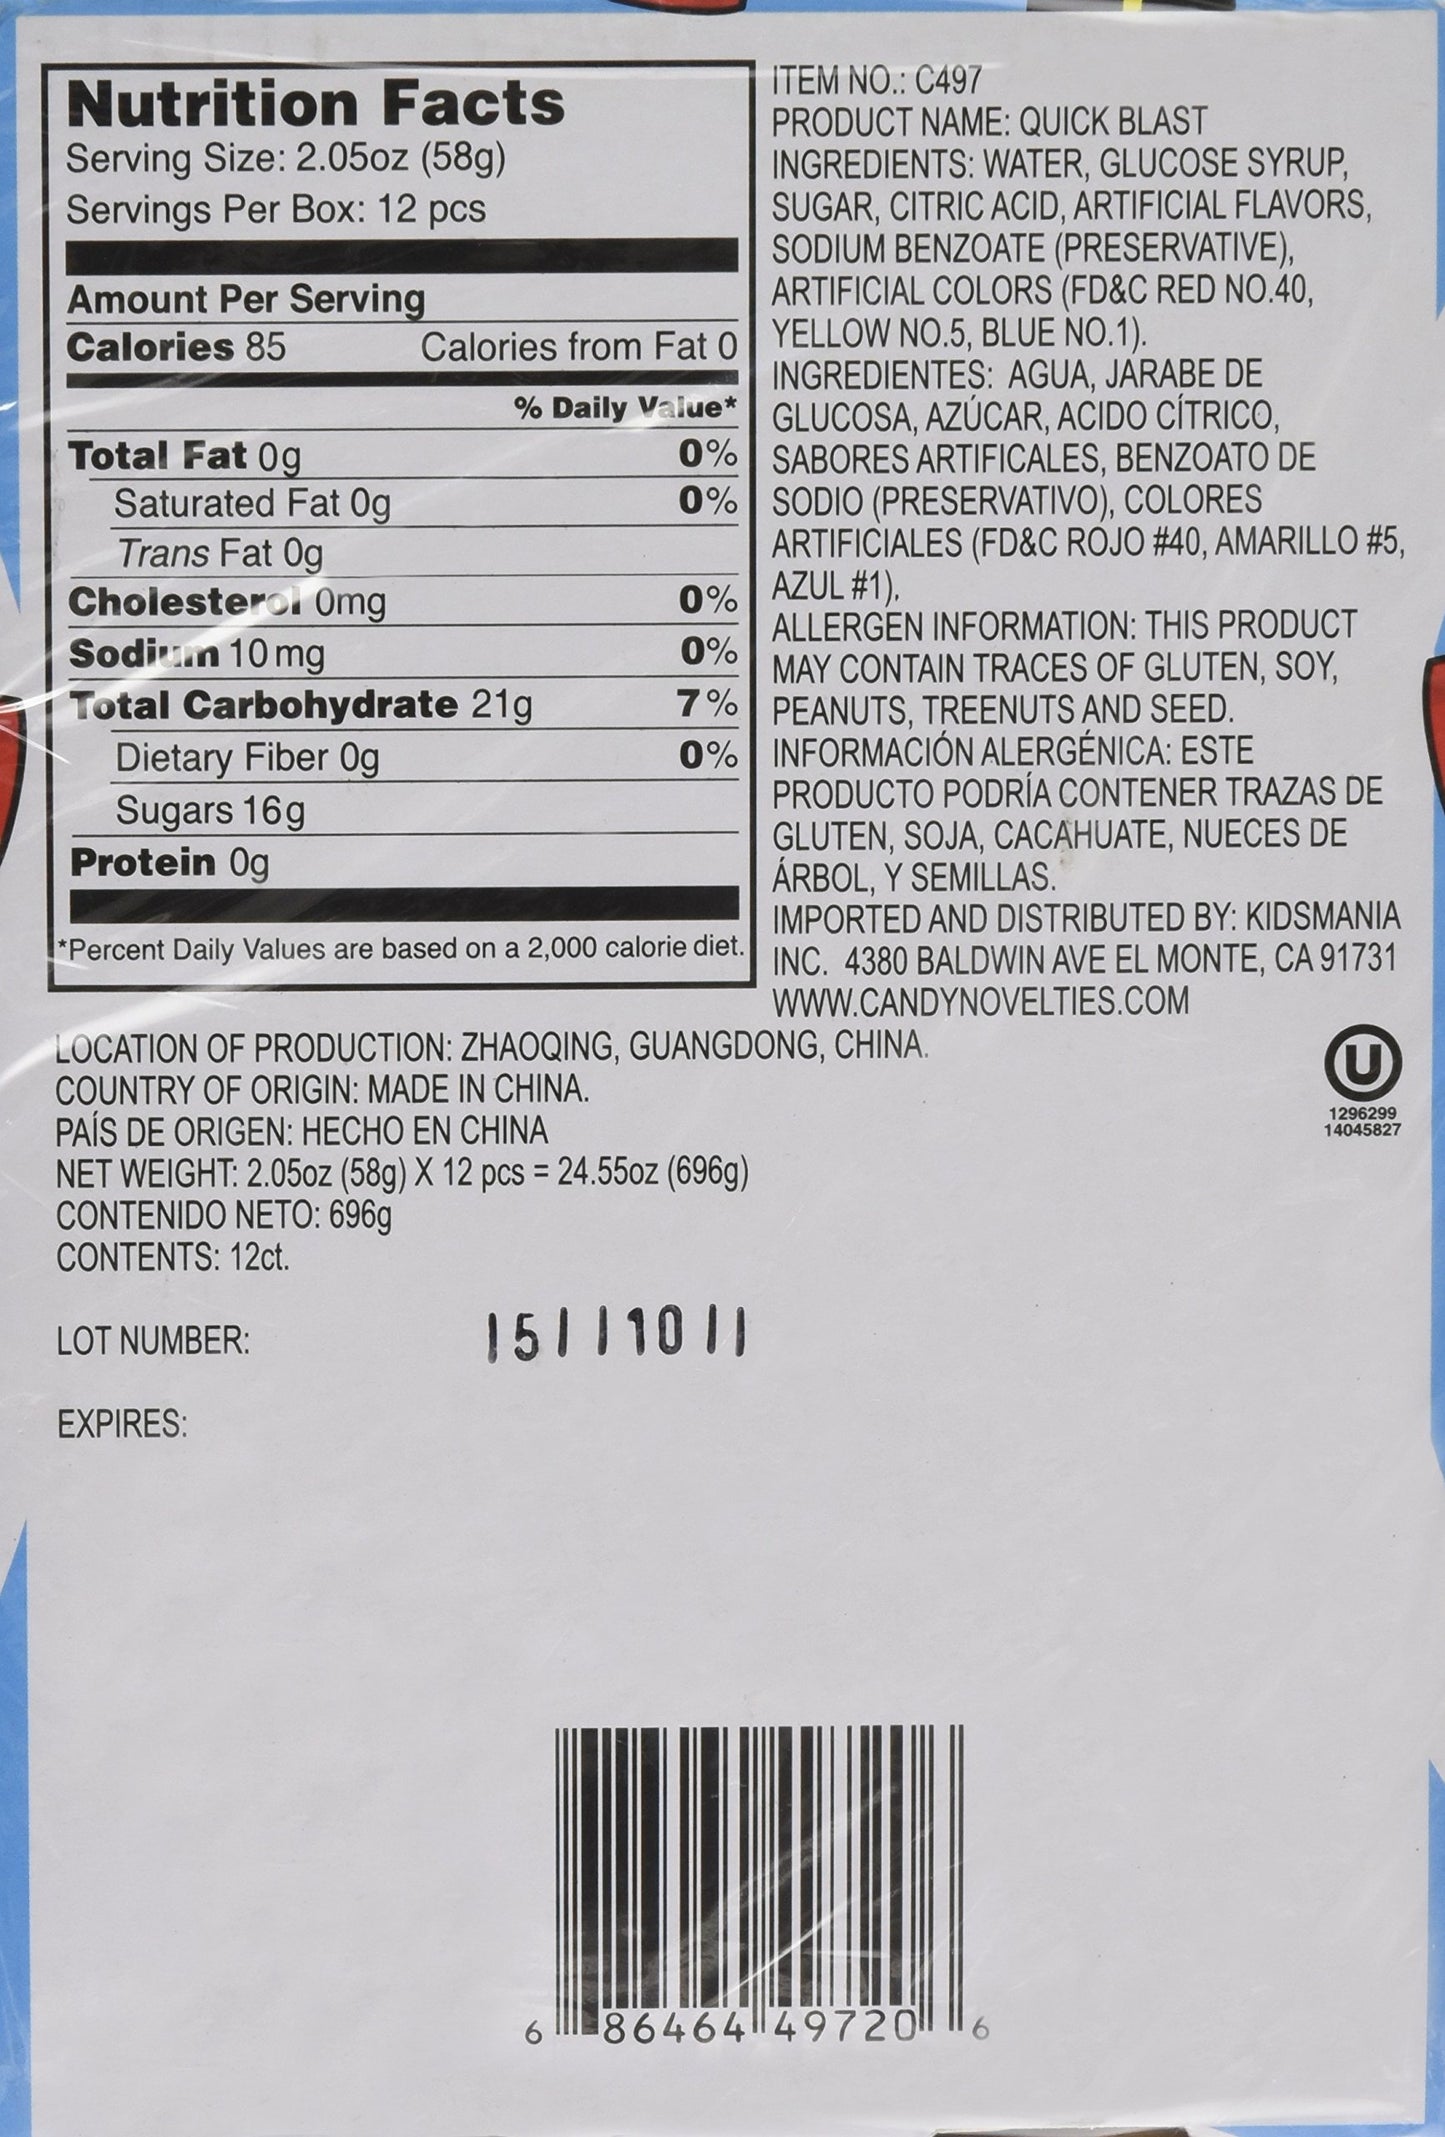 Nutrition Facts
Serving Size: 2.05oz (58g)
Servings Per Box: 12 pcs
Amount Per Serving
Calories 85 Calories from Fat 0
% Daily Value*
Total Fat 0g 0%
Saturated Fat 0g 0%
Trans Fat 0g
Cholesterol 0mg 0%
Sodium 10mg 0%
Total Carbohydrate 21g 7%
Dietary Fiber 0g 0%
Sugars 16g
Protein 0g
*Percent Daily Values are based on a 2,000 calorie diet.
ITEM NO.: C497
PRODUCT NAME: QUICK BLAST
INGREDIENTS: WATER, GLUCOSE SYRUP,
SUGAR, CITRIC ACID, ARTIFICIAL FLAVORS,
SODIUM BENZOATE (PRESERVATIVE),
ARTIFICIAL COLORS (FD&C RED NO.40,
YELLOW NO.5, BLUE NO.1).
INGREDIENTES: AGUA, JARABE DE
GLUCOSA, AZÚCAR, ACIDO CÍTRICO,
SABORES ARTIFICALES, BENZOATO DE
SODIO (PRESERVATIVO), COLORES
ARTIFICIALES (FD&C ROJO #40, AMARILLO #5,
AZUL #1).
ALLERGEN INFORMATION: THIS PRODUCT
MAY CONTAIN TRACES OF GLUTEN, SOY,
PEANUTS, TREENUTS AND SEED.
INFORMACIÓN ALERGÉNICA: ESTE
PRODUCTO PODRÍA CONTENER TRAZAS DE
GLUTEN, SOJA, CACAHUATE, NUECES DE
ÁRBOL, Y SEMILLAS.
IMPORTED AND DISTRIBUTED BY: KIDSMANIA
INC. 4380 BALDWIN AVE EL MONTE, CA 91731
WWW.CANDYNOVELTIES.COM
LOCATION OF PRODUCTION: ZHAOQING, GUANGDONG, CHINA.
COUNTRY OF ORIGIN: MADE IN CHINA.
PAÍS DE ORIGEN: HECHO EN CHINA
NET WEIGHT: 2.05oz (58g) X 12 pcs = 24.55oz (696g)
CONTENIDO NETO: 696g
CONTENTS: 12ct.
U
1296299
14045827
LOT NUMBER: 15111011
EXPIRES:
6 86464 49720 6